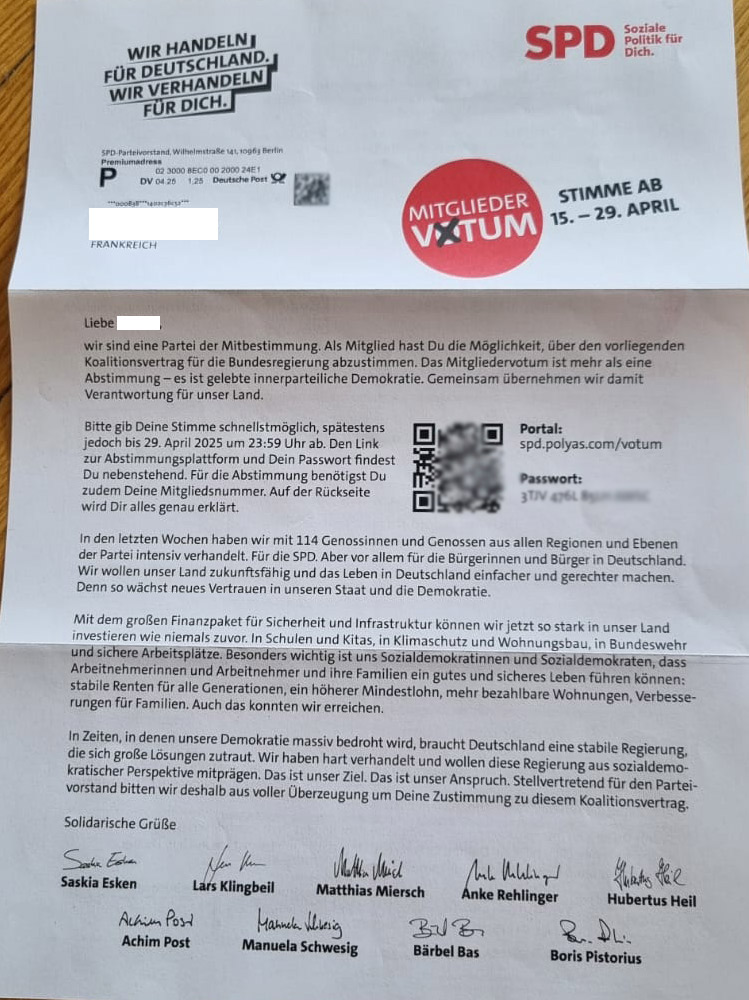 WIR HANDELN
FÜR DEUTSCHLAND.
WIR VERHANDELN
FÜR DICH.
SPD
Soziale
Politik für
Dich.
SPD-Parteivorstand, Wilhelmstraße 141, 10963 Berlin
Premiumadress
P
02 3000 8EC0 00 2000 24E1
DV 04.25 1,25 Deutsche Post
FRANKREICH
MITGLIEDER
VOTUM
STIMME AB
15. – 29. APRIL
Liebe
wir sind eine Partei der Mitbestimmung. Als Mitglied hast Du die Möglichkeit, über den vorliegenden
Koalitionsvertrag für die Bundesregierung abzustimmen. Das Mitgliedervotum ist mehr als eine
Abstimmung – es ist gelebte innerparteiliche Demokratie. Gemeinsam übernehmen wir damit
Verantwortung für unser Land.
Bitte gib Deine Stimme schnellstmöglich, spätestens
jedoch bis 29. April 2025 um 23:59 Uhr ab. Den Link
zur Abstimmungsplattform und Dein Passwort findest
Du nebenstehend. Für die Abstimmung benötigst Du
zudem Deine Mitgliedsnummer. Auf der Rückseite
wird Dir alles genau erklärt.
Portal:
spd.polyas.com/votum
Passwort:
In den letzten Wochen haben wir mit 114 Genossinnen und Genossen aus allen Regionen und Ebenen
der Partei intensiv verhandelt. Für die SPD. Aber vor allem für die Bürgerinnen und Bürger in Deutschland.
Wir wollen unser Land zukunftsfähig und das Leben in Deutschland einfacher und gerechter machen.
Denn so wächst neues Vertrauen in unseren Staat und die Demokratie.
Mit dem großen Finanzpaket für Sicherheit und Infrastruktur können wir jetzt so stark in unser Land
investieren wie niemals zuvor. In Schulen und Kitas, in Klimaschutz und Wohnungsbau, in Bundeswehr
und sichere Arbeitsplätze. Besonders wichtig ist uns Sozialdemokratinnen und Sozialdemokraten, dass
Arbeitnehmerinnen und Arbeitnehmer und ihre Familien ein gutes und sicheres Leben führen können:
stabile Renten für alle Generationen, ein höherer Mindestlohn, mehr bezahlbare Wohnungen, Verbesse-
rungen für Familien. Auch das konnten wir erreichen.
In Zeiten, in denen unsere Demokratie massiv bedroht wird, braucht Deutschland eine stabile Regierung,
die sich große Lösungen zutraut. Wir haben hart verhandelt und wollen diese Regierung aus sozialdemo-
kratischer Perspektive mitprägen. Das ist unser Ziel. Das ist unser Anspruch. Stellvertretend für den Partei-
vorstand bitten wir deshalb aus voller Überzeugung um Deine Zustimmung zu diesem Koalitionsvertrag.
Solidarische Grüße
Saskia Esken
Lars Klingbeil
Matthias Miersch
Anke Rehlinger
Hubertus Heil
Achim Post
Manuela Schwesig
Bärbel Bas
Boris Pistorius